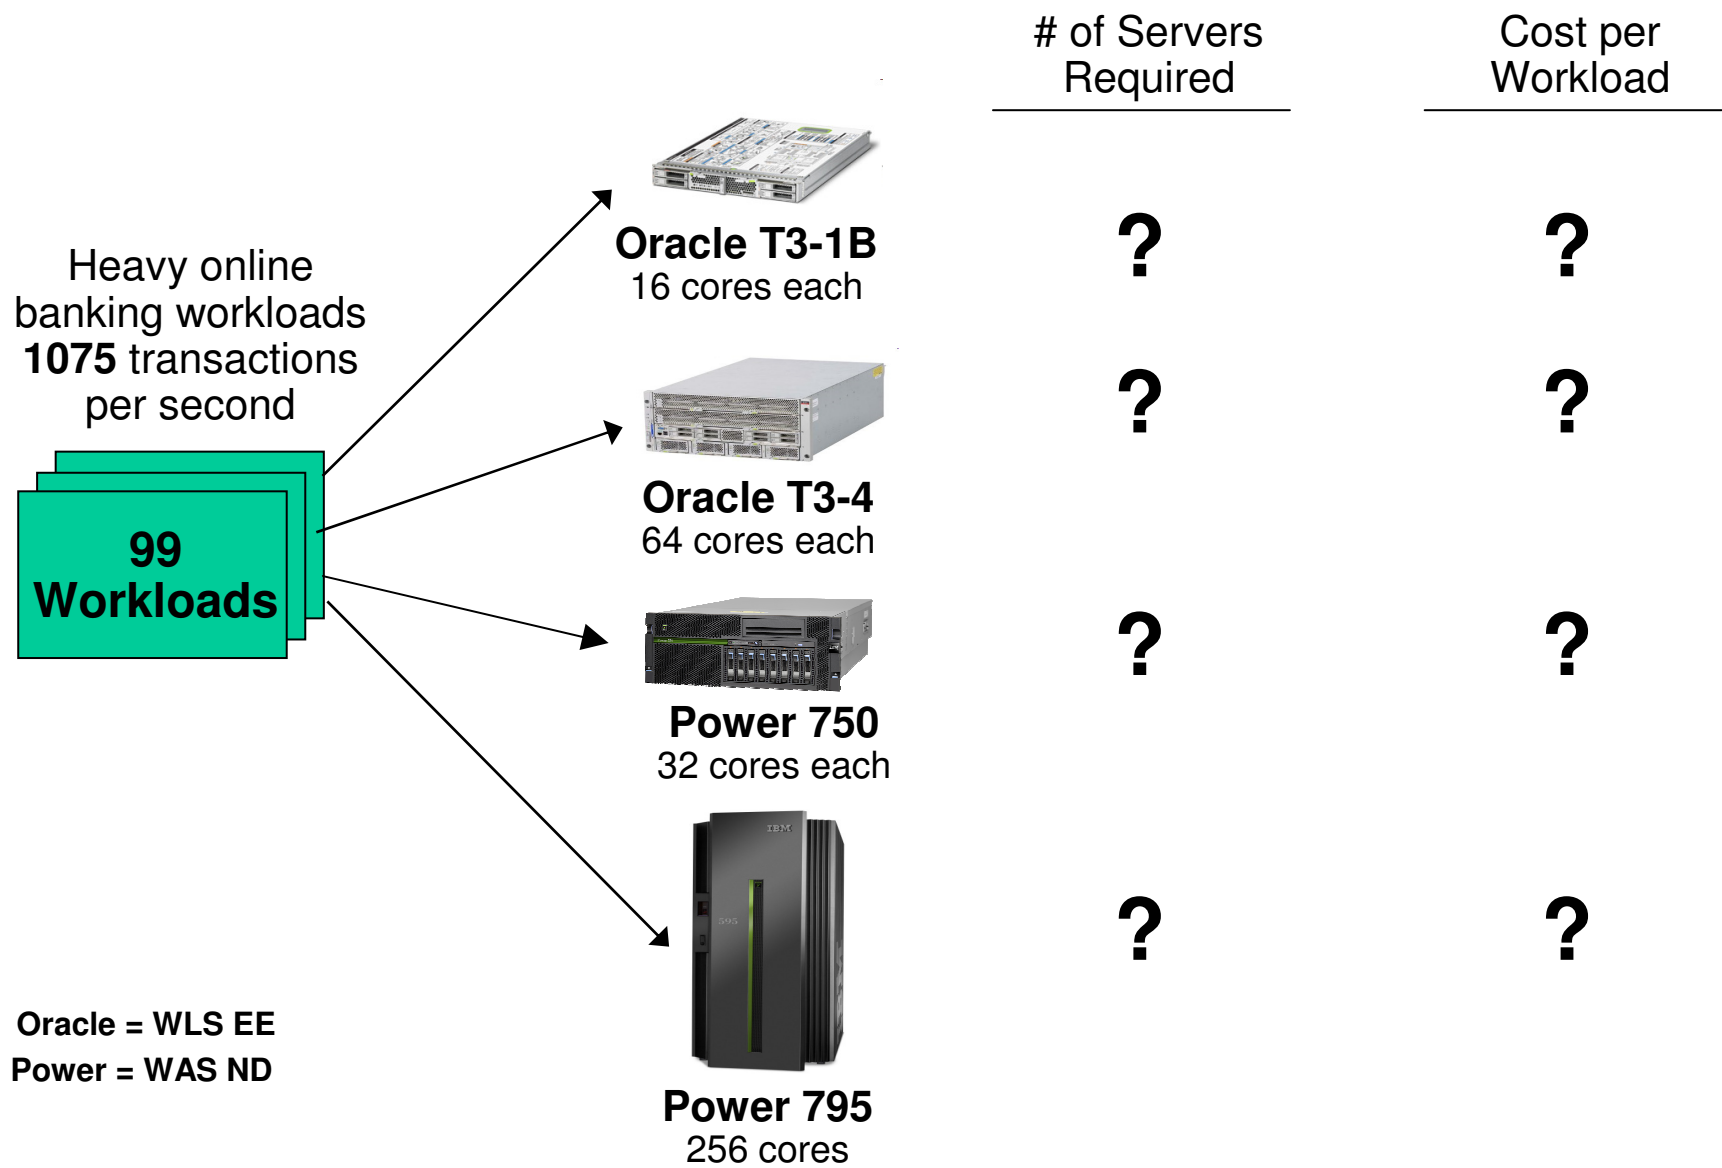 # of Servers
Required
Cost per
Workload
Heavy online
banking workloads
1075 transactions
per second
99
Workloads
Oracle T3-1B
16 cores each
?
?
Oracle T3-4
64 cores each
?
?
Power 750
32 cores each
?
?
IBM
595
Power 795
256 cores
?
?
Oracle = WLS EE
Power = WAS ND